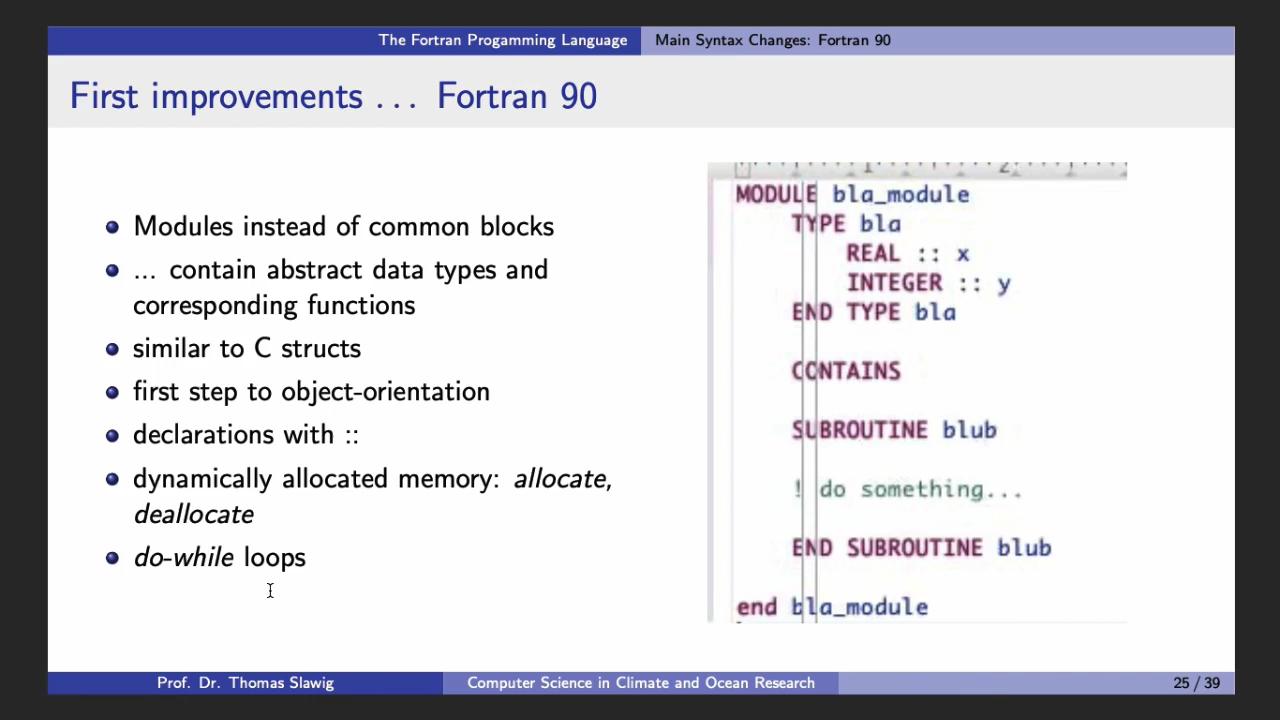 The Fortran Progamming Language
Main Syntax Changes: Fortran 90
First improvements ... Fortran 90
Modules instead of common blocks
... contain abstract data types and
corresponding functions
similar to C structs
first step to object-orientation
declarations with ::
dynamically allocated memory: allocate,
deallocate
do-while loops
1
2
MODULE bla_module
TYPE bla
REAL :: x
INTEGER :: y
END TYPE bla
CONTAINS
SUBROUTINE blub
! do something...
END SUBROUTINE blub
end bla_module
Prof. Dr. Thomas Slawig
Computer Science in Climate and Ocean Research
25 / 39